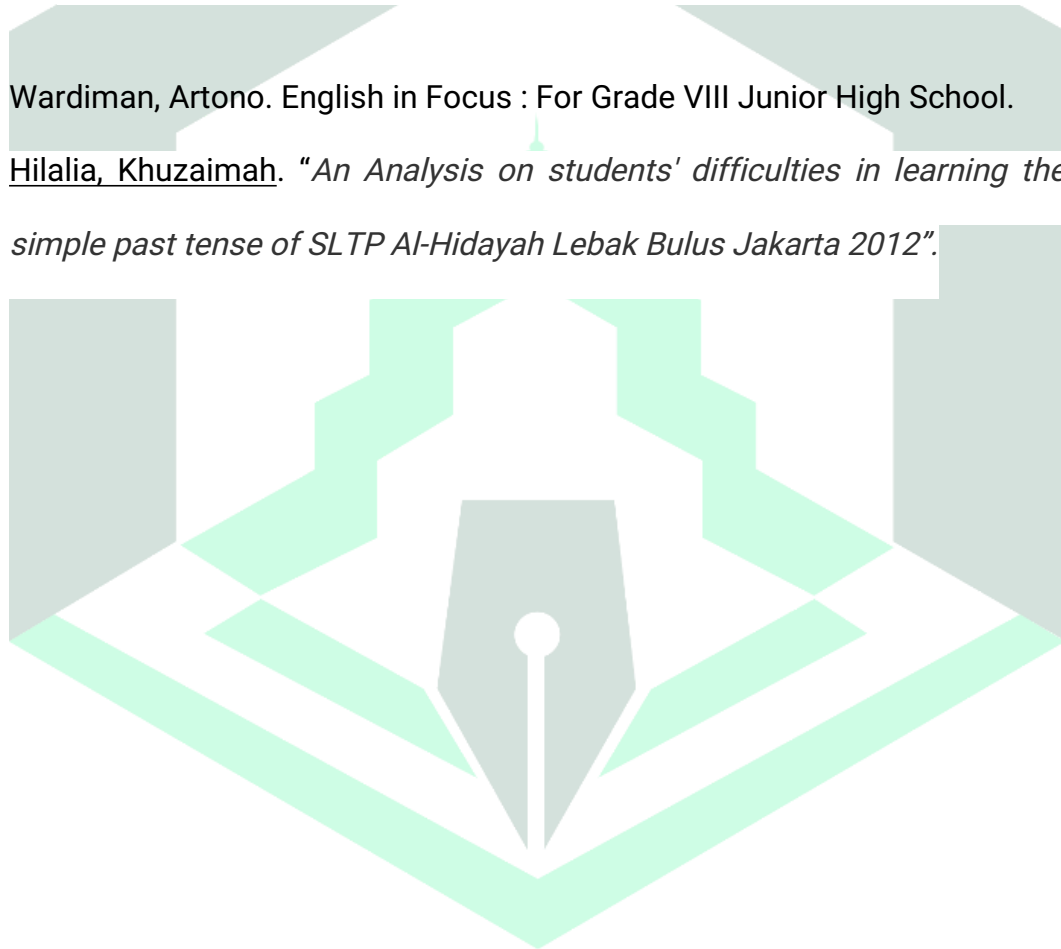 Wardiman, Artono. English in Focus : For Grade VIII Junior High School.
Hilalia, Khuzaimah. “An Analysis on students' difficulties in learning the
simple past tense of SLTP Al-Hidayah Lebak Bulus Jakarta 2012”.